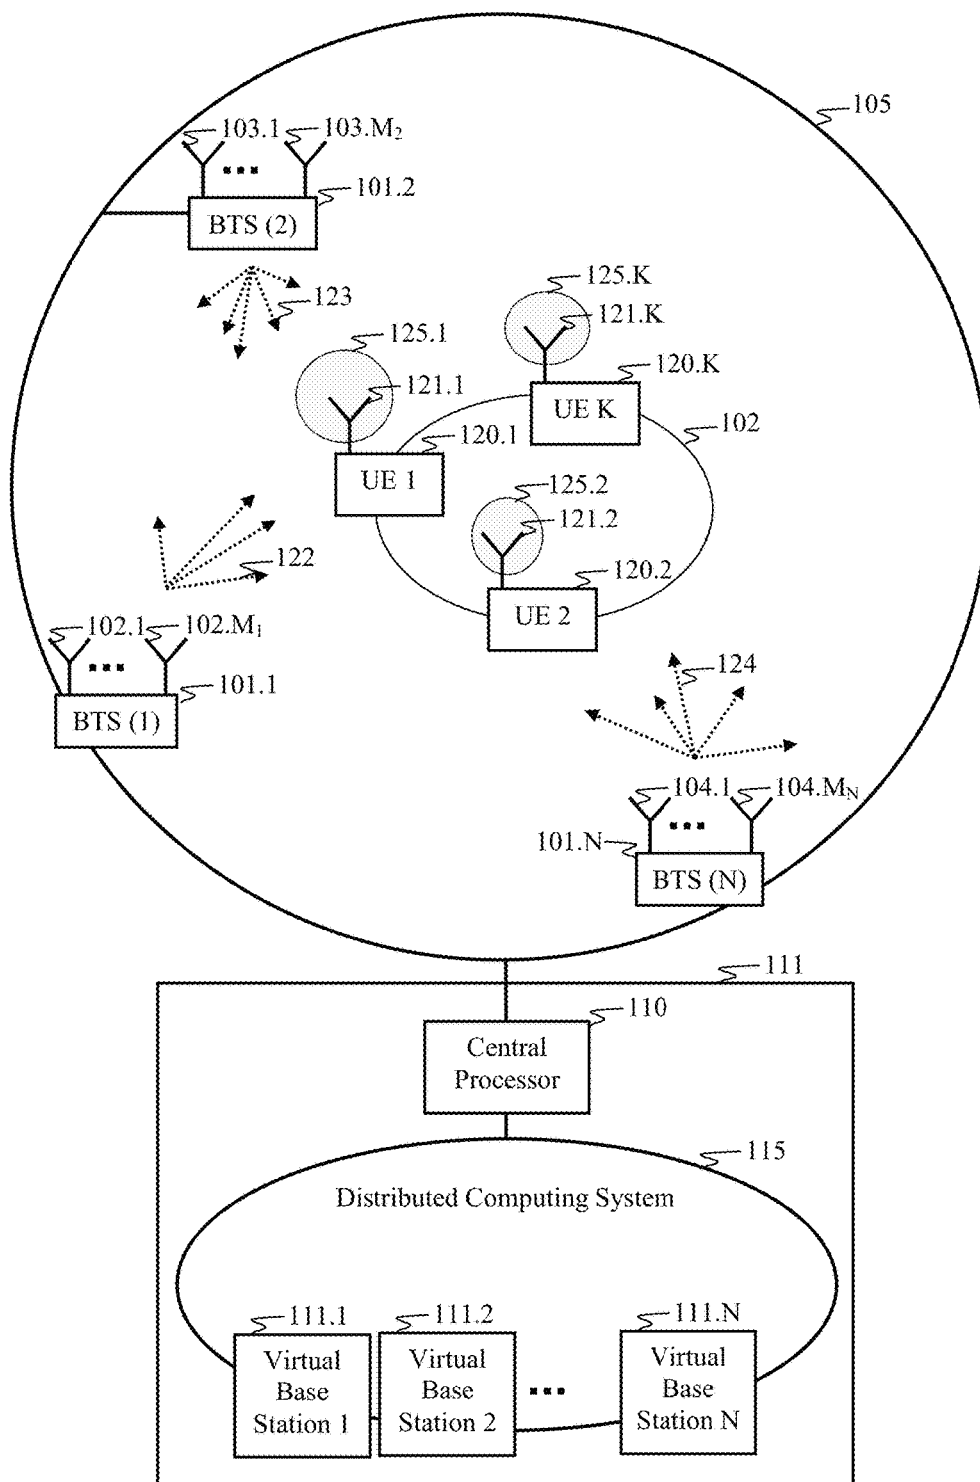 105
103.1 103.M2
101.2
BTS (2)
123
125.K
121.K
125.1
121.1
120.K
UE K
102
120.1
UE 1
125.2
121.2
120.2
UE 2
122
102.1 102.M1
101.1
BTS (1)
124
104.1 104.MN
101.N
BTS (N)
111
110
Central
Processor
115
Distributed Computing System
111.1 111.2 111.N
Virtual
Base
Station 1
Virtual
Base
Station 2
Virtual
Base
Station N